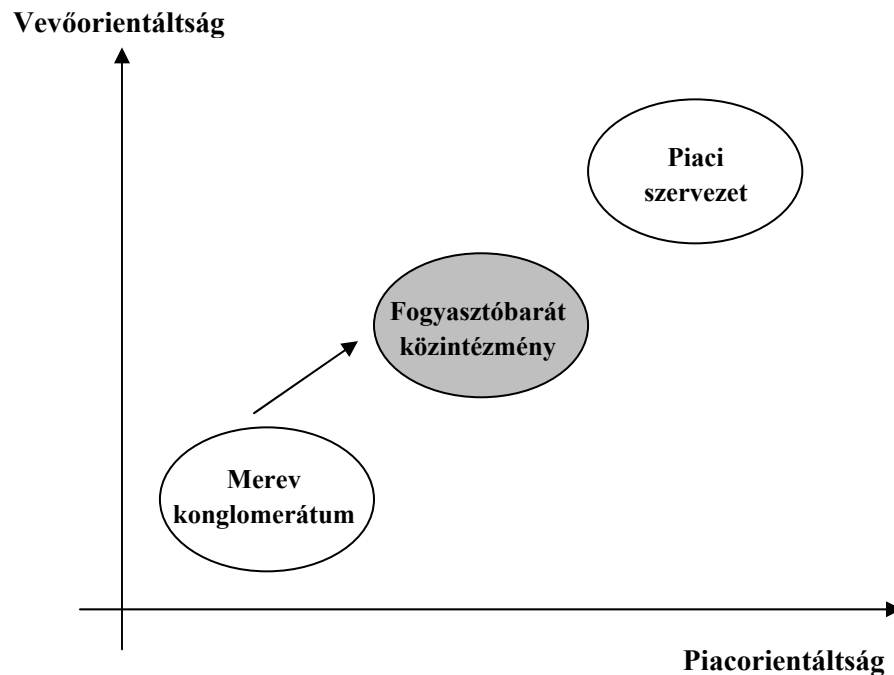 Vevőorientáltság
Piaci
szervezet
Fogyasztóbarát
közintézmény
Merev
konglomerátum
Piacorientáltság